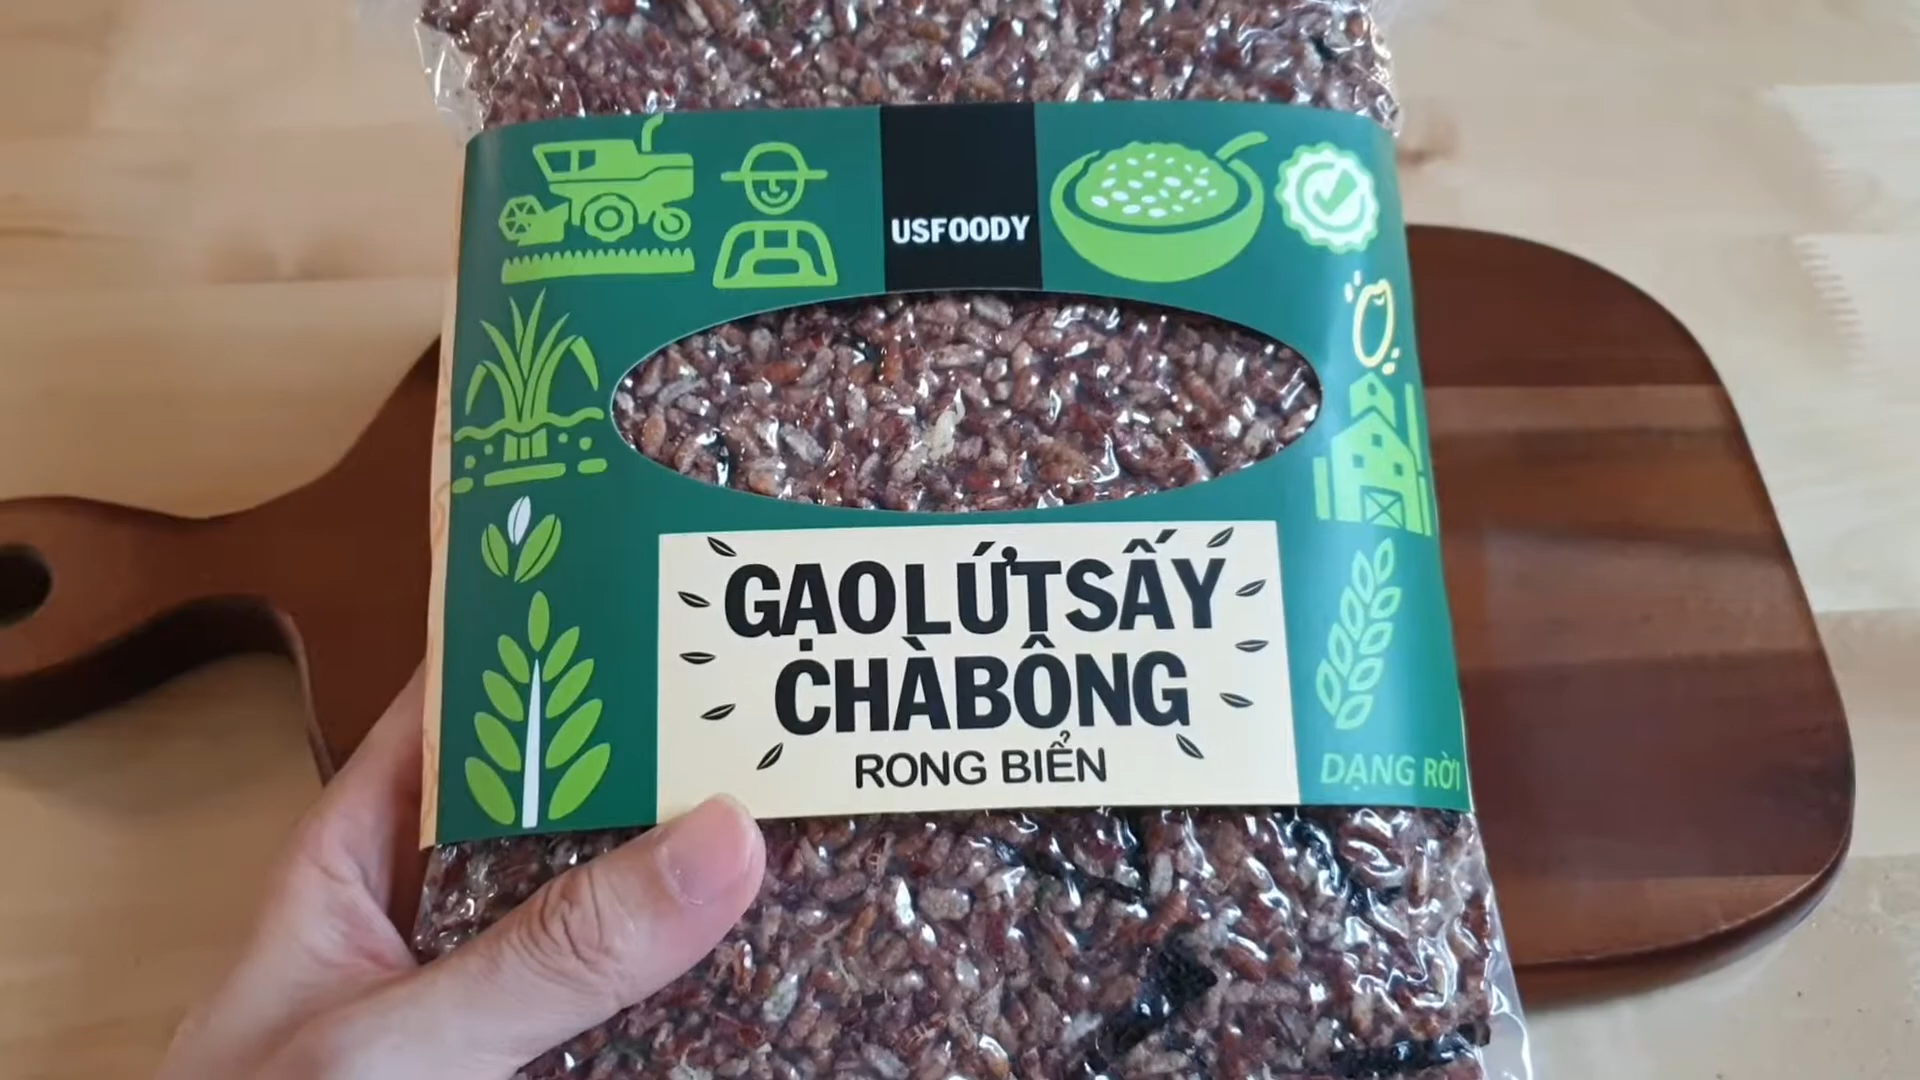 USFOODY
GẠO LỨT SẤY
CHÀ BÔNG
RONG BIỂN
DẠNG RỜI